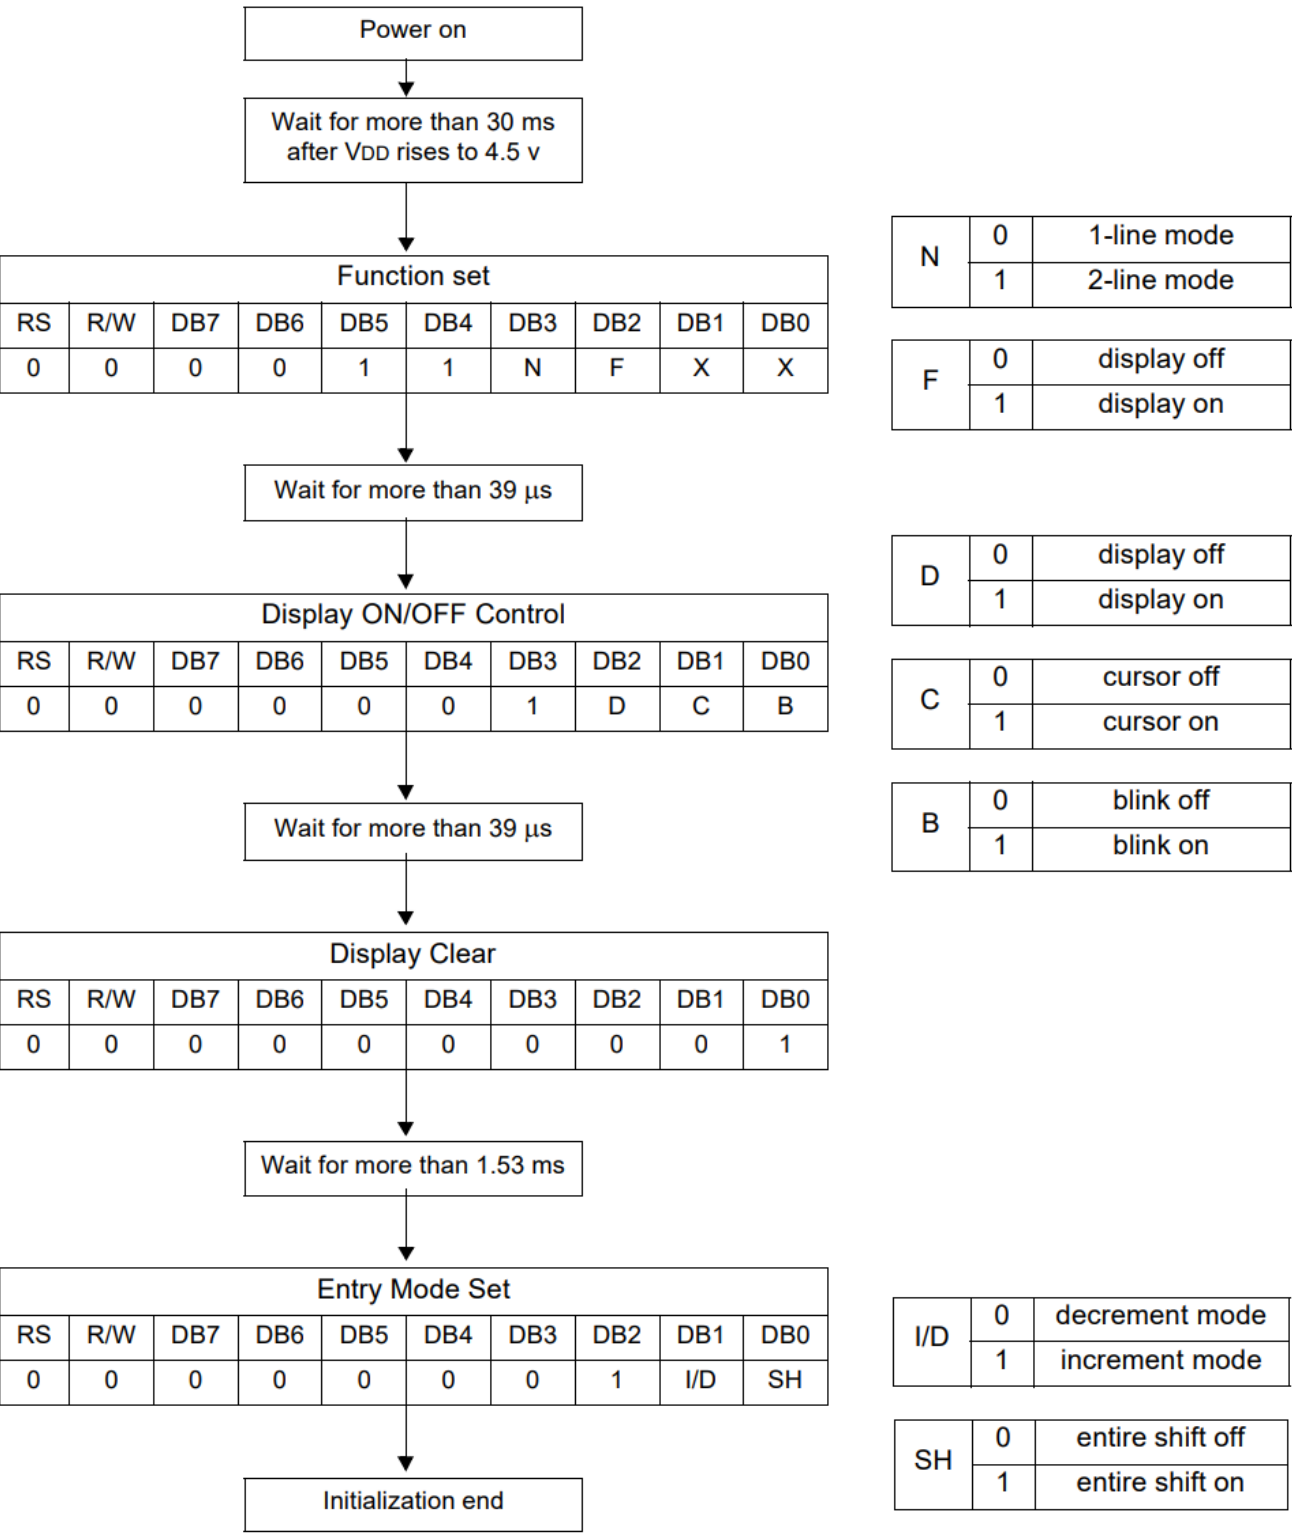 Power on
Wait for more than 30 ms
after VDD rises to 4.5 v
Function set
RS R/W DB7 DB6 DB5 DB4 DB3 DB2 DB1 DB0
0 0 0 0 1 1 N F X X
N
0 1-line mode
1 2-line mode
F
0 display off
1 display on
Wait for more than 39 μs
Display ON/OFF Control
RS R/W DB7 DB6 DB5 DB4 DB3 DB2 DB1 DB0
0 0 0 0 0 0 1 D C B
D
0 display off
1 display on
C
0 cursor off
1 cursor on
B
0 blink off
1 blink on
Wait for more than 39 μs
Display Clear
RS R/W DB7 DB6 DB5 DB4 DB3 DB2 DB1 DB0
0 0 0 0 0 0 0 0 0 1
Wait for more than 1.53 ms
Entry Mode Set
RS R/W DB7 DB6 DB5 DB4 DB3 DB2 DB1 DB0
0 0 0 0 0 0 0 1 I/D SH
I/D
0 decrement mode
1 increment mode
SH
0 entire shift off
1 entire shift on
Initialization end